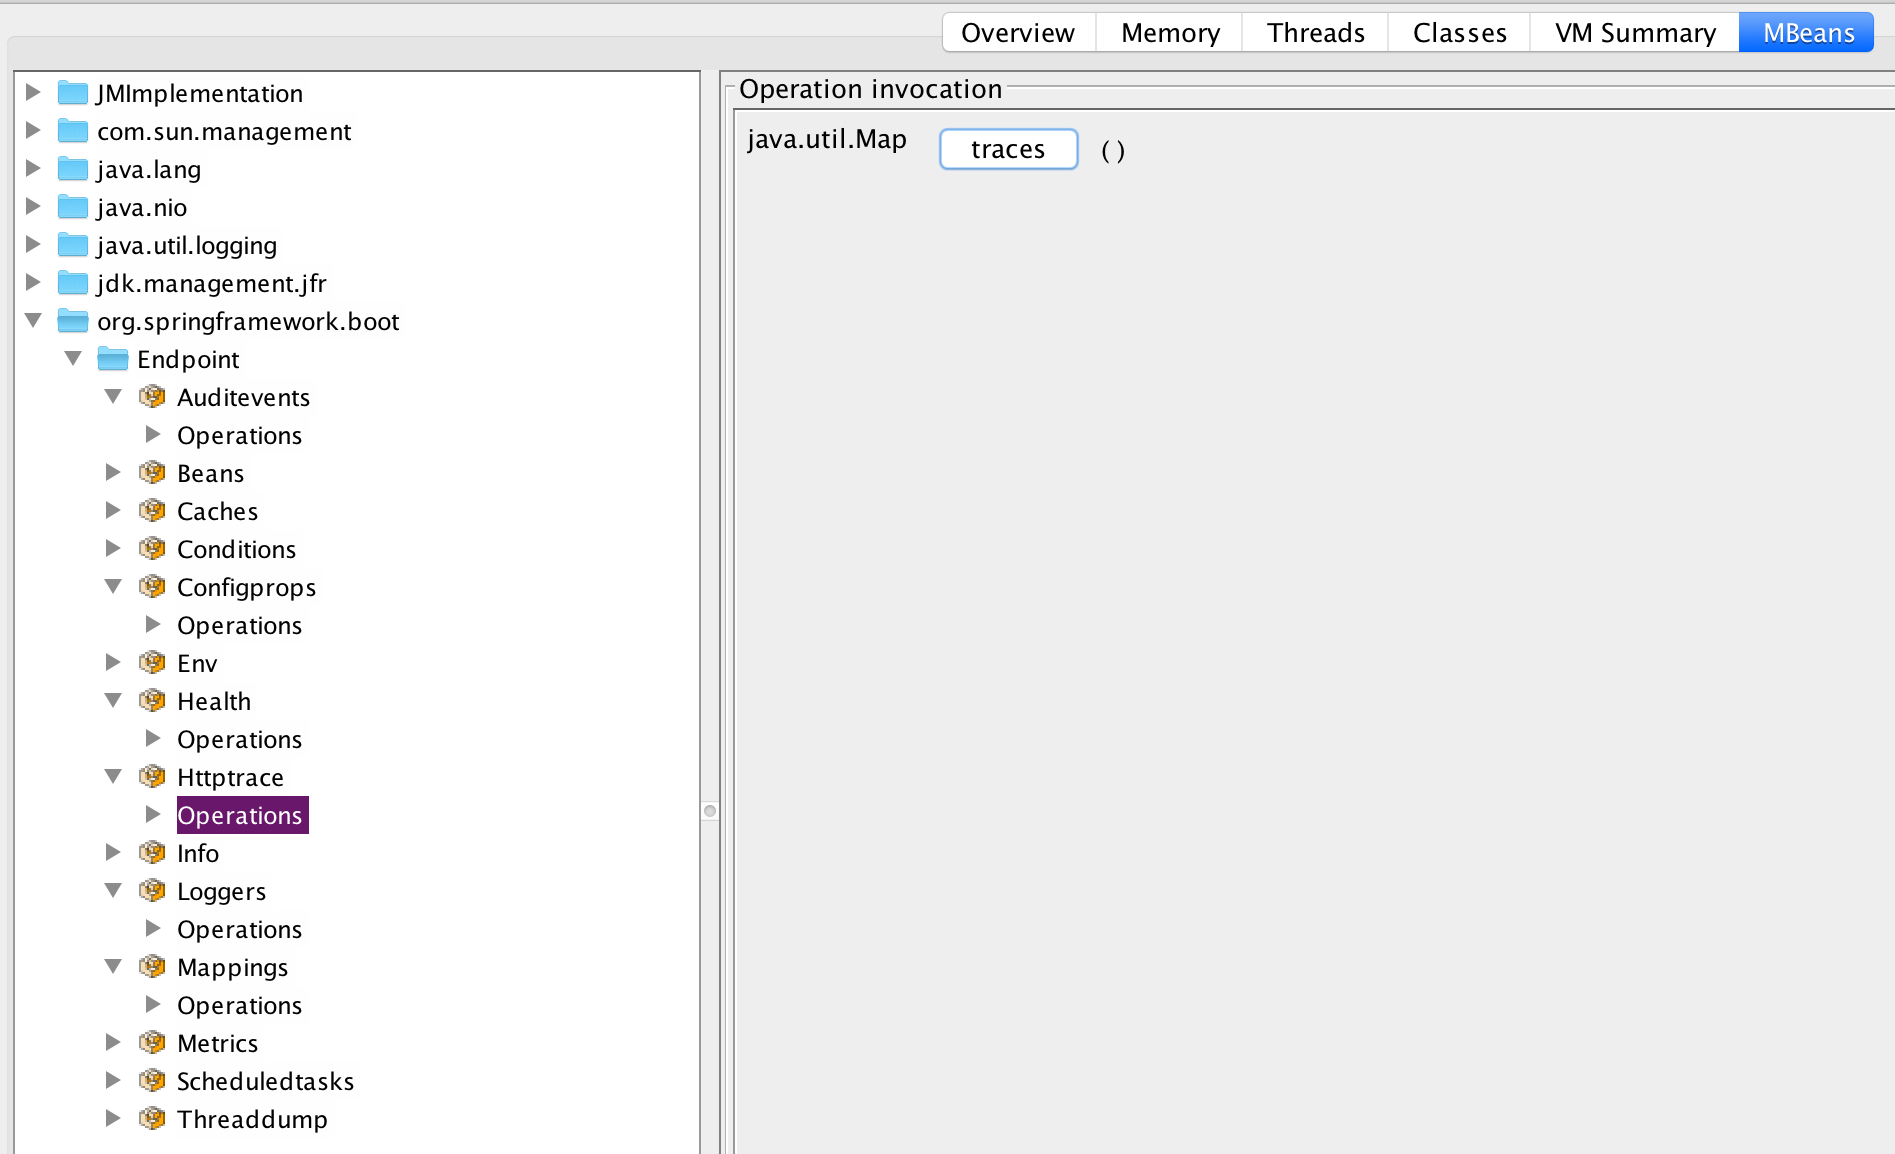 Overview Memory Threads Classes VM Summary MBeans
JMImplementation
com.sun.management
java.lang
java.nio
java.util.logging
jdk.management.jfr
org.springframework.boot
Endpoint
Auditevents
Operations
Beans
Caches
Conditions
Configprops
Operations
Env
Health
Operations
Httptrace
Operations
Info
Loggers
Operations
Mappings
Operations
Metrics
Scheduledtasks
Threaddump
Operation invocation
java.util.Map traces ( )